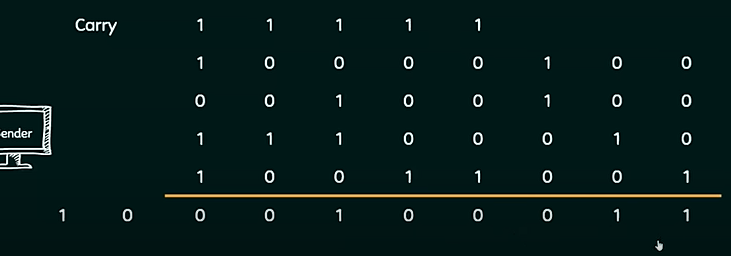 Carry 1 1 1 1 1
1 0 0 0 0 1 0 0
0 0 1 0 0 1 0 0
1 1 1 0 0 0 1 0
ender
1 0 0 1 1 0 0 1
1 0 0 0 1 0 0 0 1 1